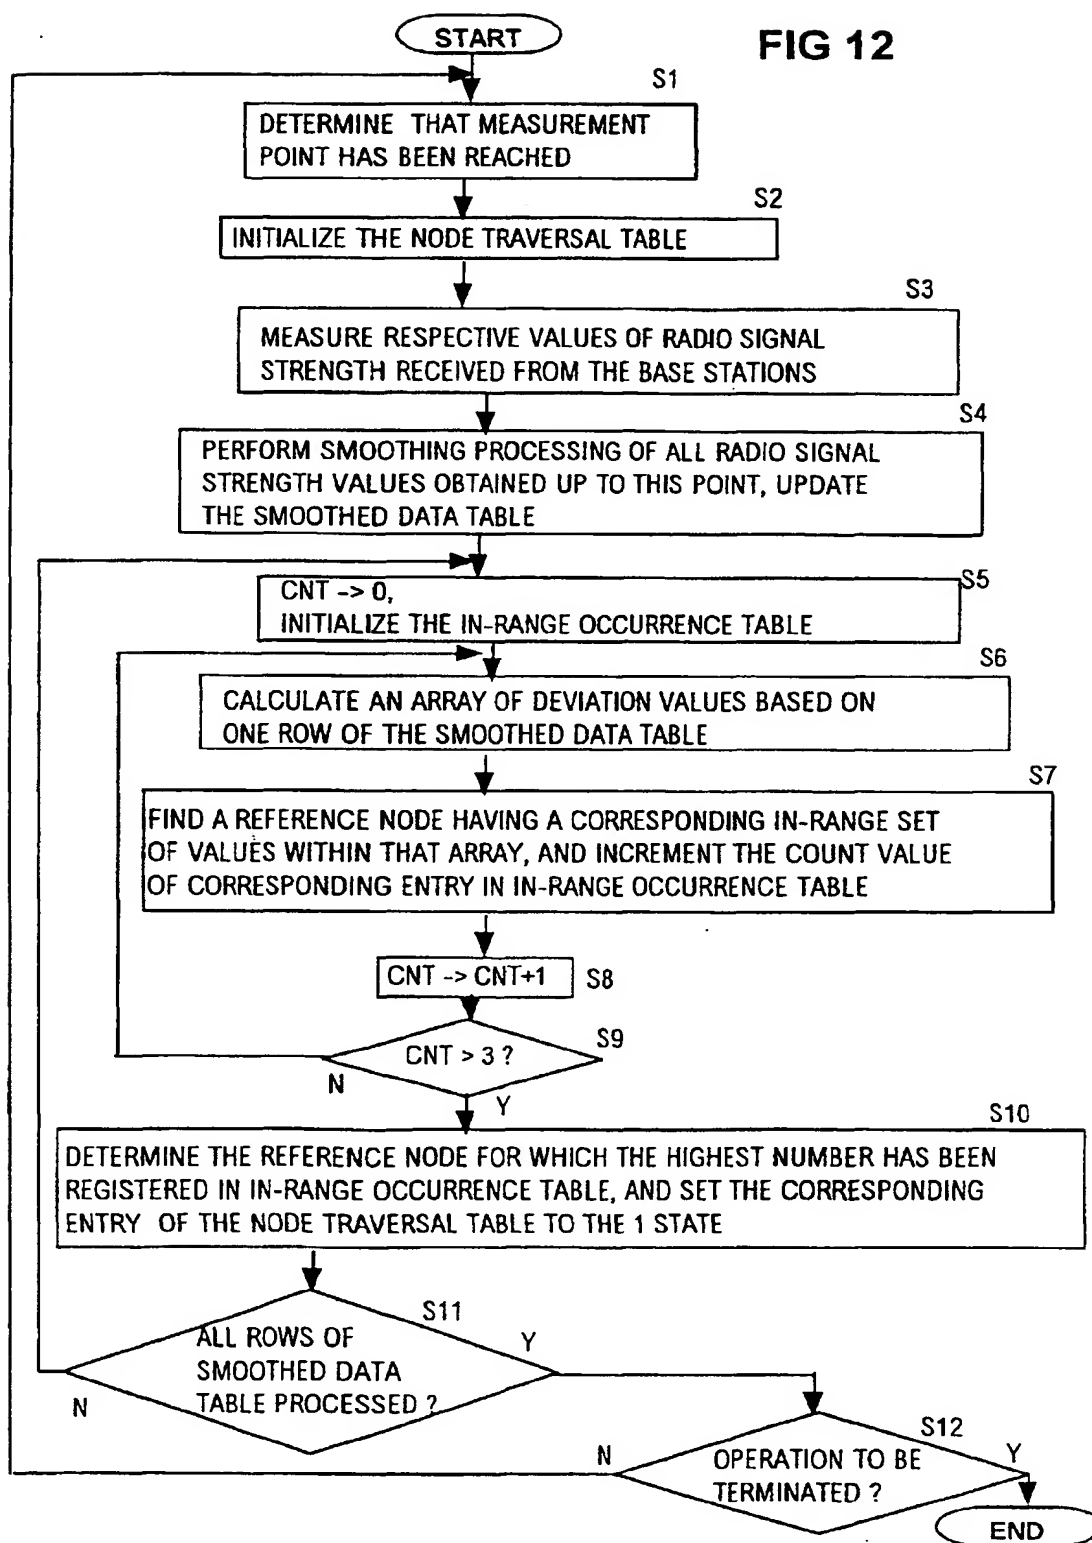 START
FIG 12
S1
DETERMINE THAT MEASUREMENT
POINT HAS BEEN REACHED
S2
INITIALIZE THE NODE TRAVERSAL TABLE
S3
MEASURE RESPECTIVE VALUES OF RADIO SIGNAL
STRENGTH RECEIVED FROM THE BASE STATIONS
S4
PERFORM SMOOTHING PROCESSING OF ALL RADIO SIGNAL
STRENGTH VALUES OBTAINED UP TO THIS POINT, UPDATE
THE SMOOTHED DATA TABLE
S5
CNT -> 0,
INITIALIZE THE IN-RANGE OCCURRENCE TABLE
S6
CALCULATE AN ARRAY OF DEVIATION VALUES BASED ON
ONE ROW OF THE SMOOTHED DATA TABLE
S7
FIND A REFERENCE NODE HAVING A CORRESPONDING IN-RANGE SET
OF VALUES WITHIN THAT ARRAY, AND INCREMENT THE COUNT VALUE
OF CORRESPONDING ENTRY IN IN-RANGE OCCURRENCE TABLE
CNT -> CNT+1
S8
S9
CNT > 3 ?
N
Y
S10
DETERMINE THE REFERENCE NODE FOR WHICH THE HIGHEST NUMBER HAS BEEN
REGISTERED IN IN-RANGE OCCURRENCE TABLE, AND SET THE CORRESPONDING
ENTRY OF THE NODE TRAVERSAL TABLE TO THE 1 STATE
S11
ALL ROWS OF
SMOOTHED DATA
TABLE PROCESSED ?
Y
N
S12
OPERATION TO BE
TERMINATED ?
N
Y
END